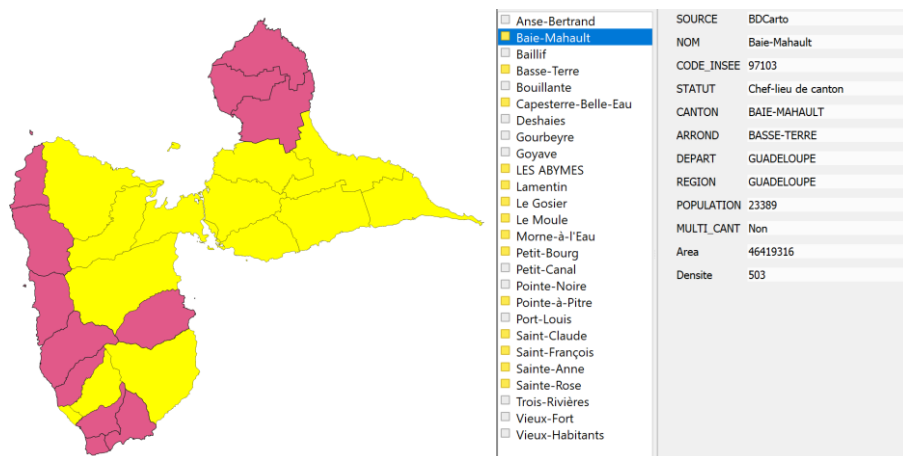 Anse-Bertrand
Baie-Mahault
Baillif
Basse-Terre
Bouillante
Capesterre-Belle-Eau
Deshaies
Gourbeyre
Goyave
LES ABYMES
Lamentin
Le Gosier
Le Moule
Morne-à-l'Eau
Petit-Bourg
Petit-Canal
Pointe-Noire
Pointe-à-Pitre
Port-Louis
Saint-Claude
Saint-François
Sainte-Anne
Sainte-Rose
Trois-Rivières
Vieux-Fort
Vieux-Habitants
SOURCE BDCarto
NOM Baie-Mahault
CODE_INSEE 97103
STATUT Chef-lieu de canton
CANTON BAIE-MAHAULT
ARROND BASSE-TERRE
DEPART GUADELOUPE
REGION GUADELOUPE
POPULATION 23389
MULTI_CANT Non
Area 46419316
Densite 503